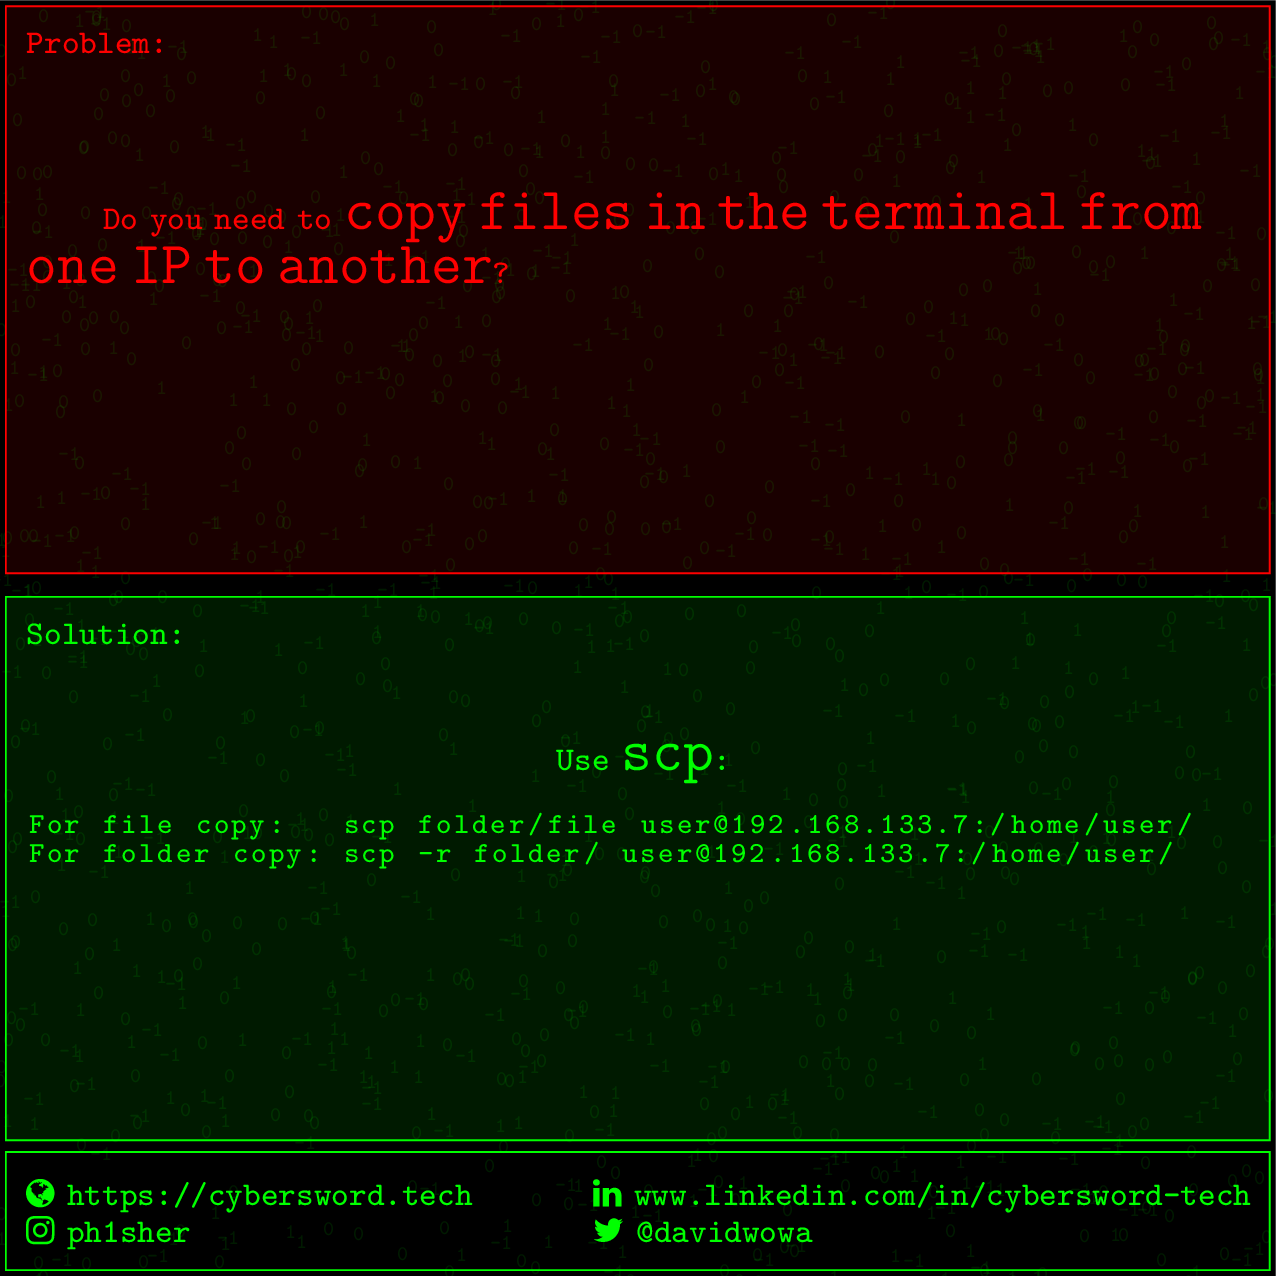 Problem:
Do you need to copy files in the terminal from
one IP to another?
Solution:
Use scp:
For file copy: scp folder/file user@192.168.133.7:/home/user/
For folder copy: scp -r folder/ user@192.168.133.7:/home/user/
https://cybersword.tech
www.linkedin.com/in/cybersword-tech
ph1sher
@davidwowa